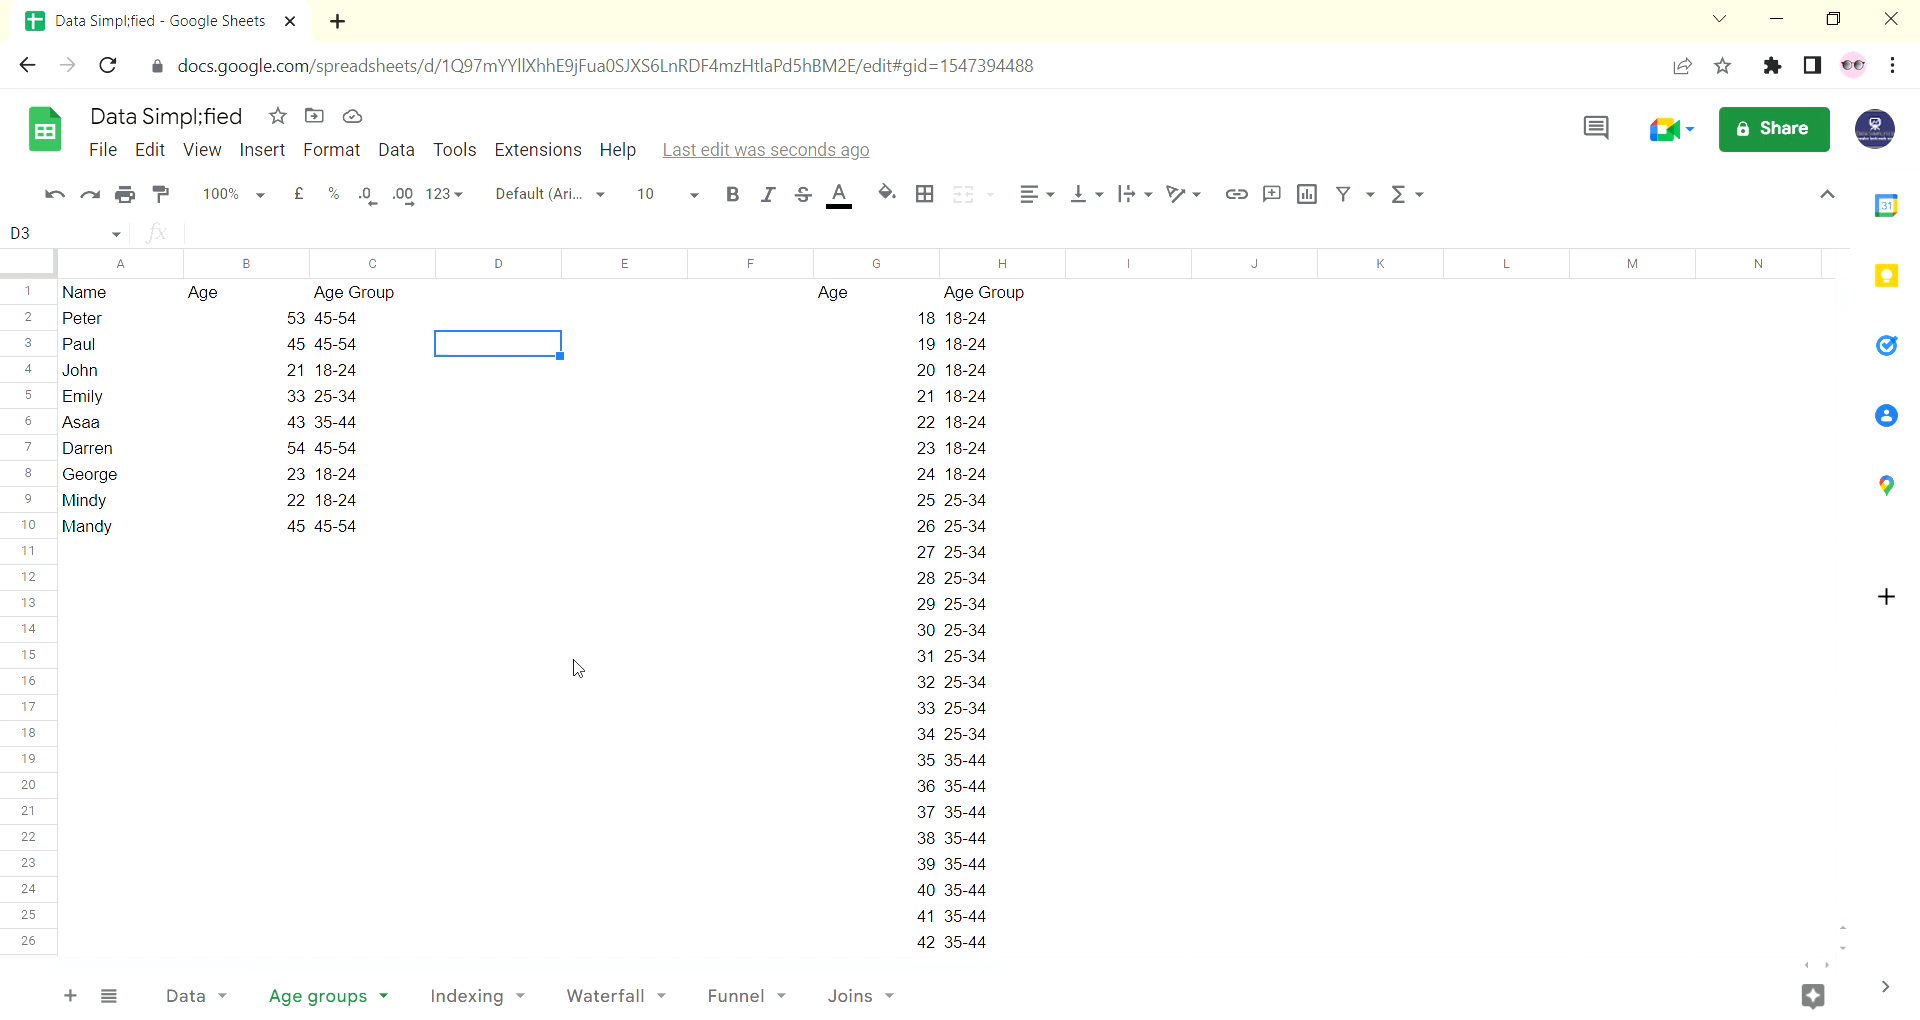 Data Simpl;fied - Google Sheets
docs.google.com/spreadsheets/d/1Q97mYYllXhhE9jFua0SJXS6LnRDF4mzHtlaPd5hBM2E/edit#gid=1547394488
Data Simpl;fied
File Edit View Insert Format Data Tools Extensions Help Last edit was seconds ago
Share
100% £ % .0 .00 123 Default (Ari... 10 B I S A
31
D3 fx
A B C D E F G H I J K L M N
1 Name Age Age Group Age Age Group
2 Peter 53 45-54 18 18-24
3 Paul 45 45-54 19 18-24
4 John 21 18-24 20 18-24
5 Emily 33 25-34 21 18-24
6 Asaa 43 35-44 22 18-24
7 Darren 54 45-54 23 18-24
8 George 23 18-24 24 18-24
9 Mindy 22 18-24 25 25-34
10 Mandy 45 45-54 26 25-34
11 27 25-34
12 28 25-34
13 29 25-34
14 30 25-34
15 31 25-34
16 32 25-34
17 33 25-34
18 34 25-34
19 35 35-44
20 36 35-44
21 37 35-44
22 38 35-44
23 39 35-44
24 40 35-44
25 41 35-44
26 42 35-44
Data Age groups Indexing Waterfall Funnel Joins